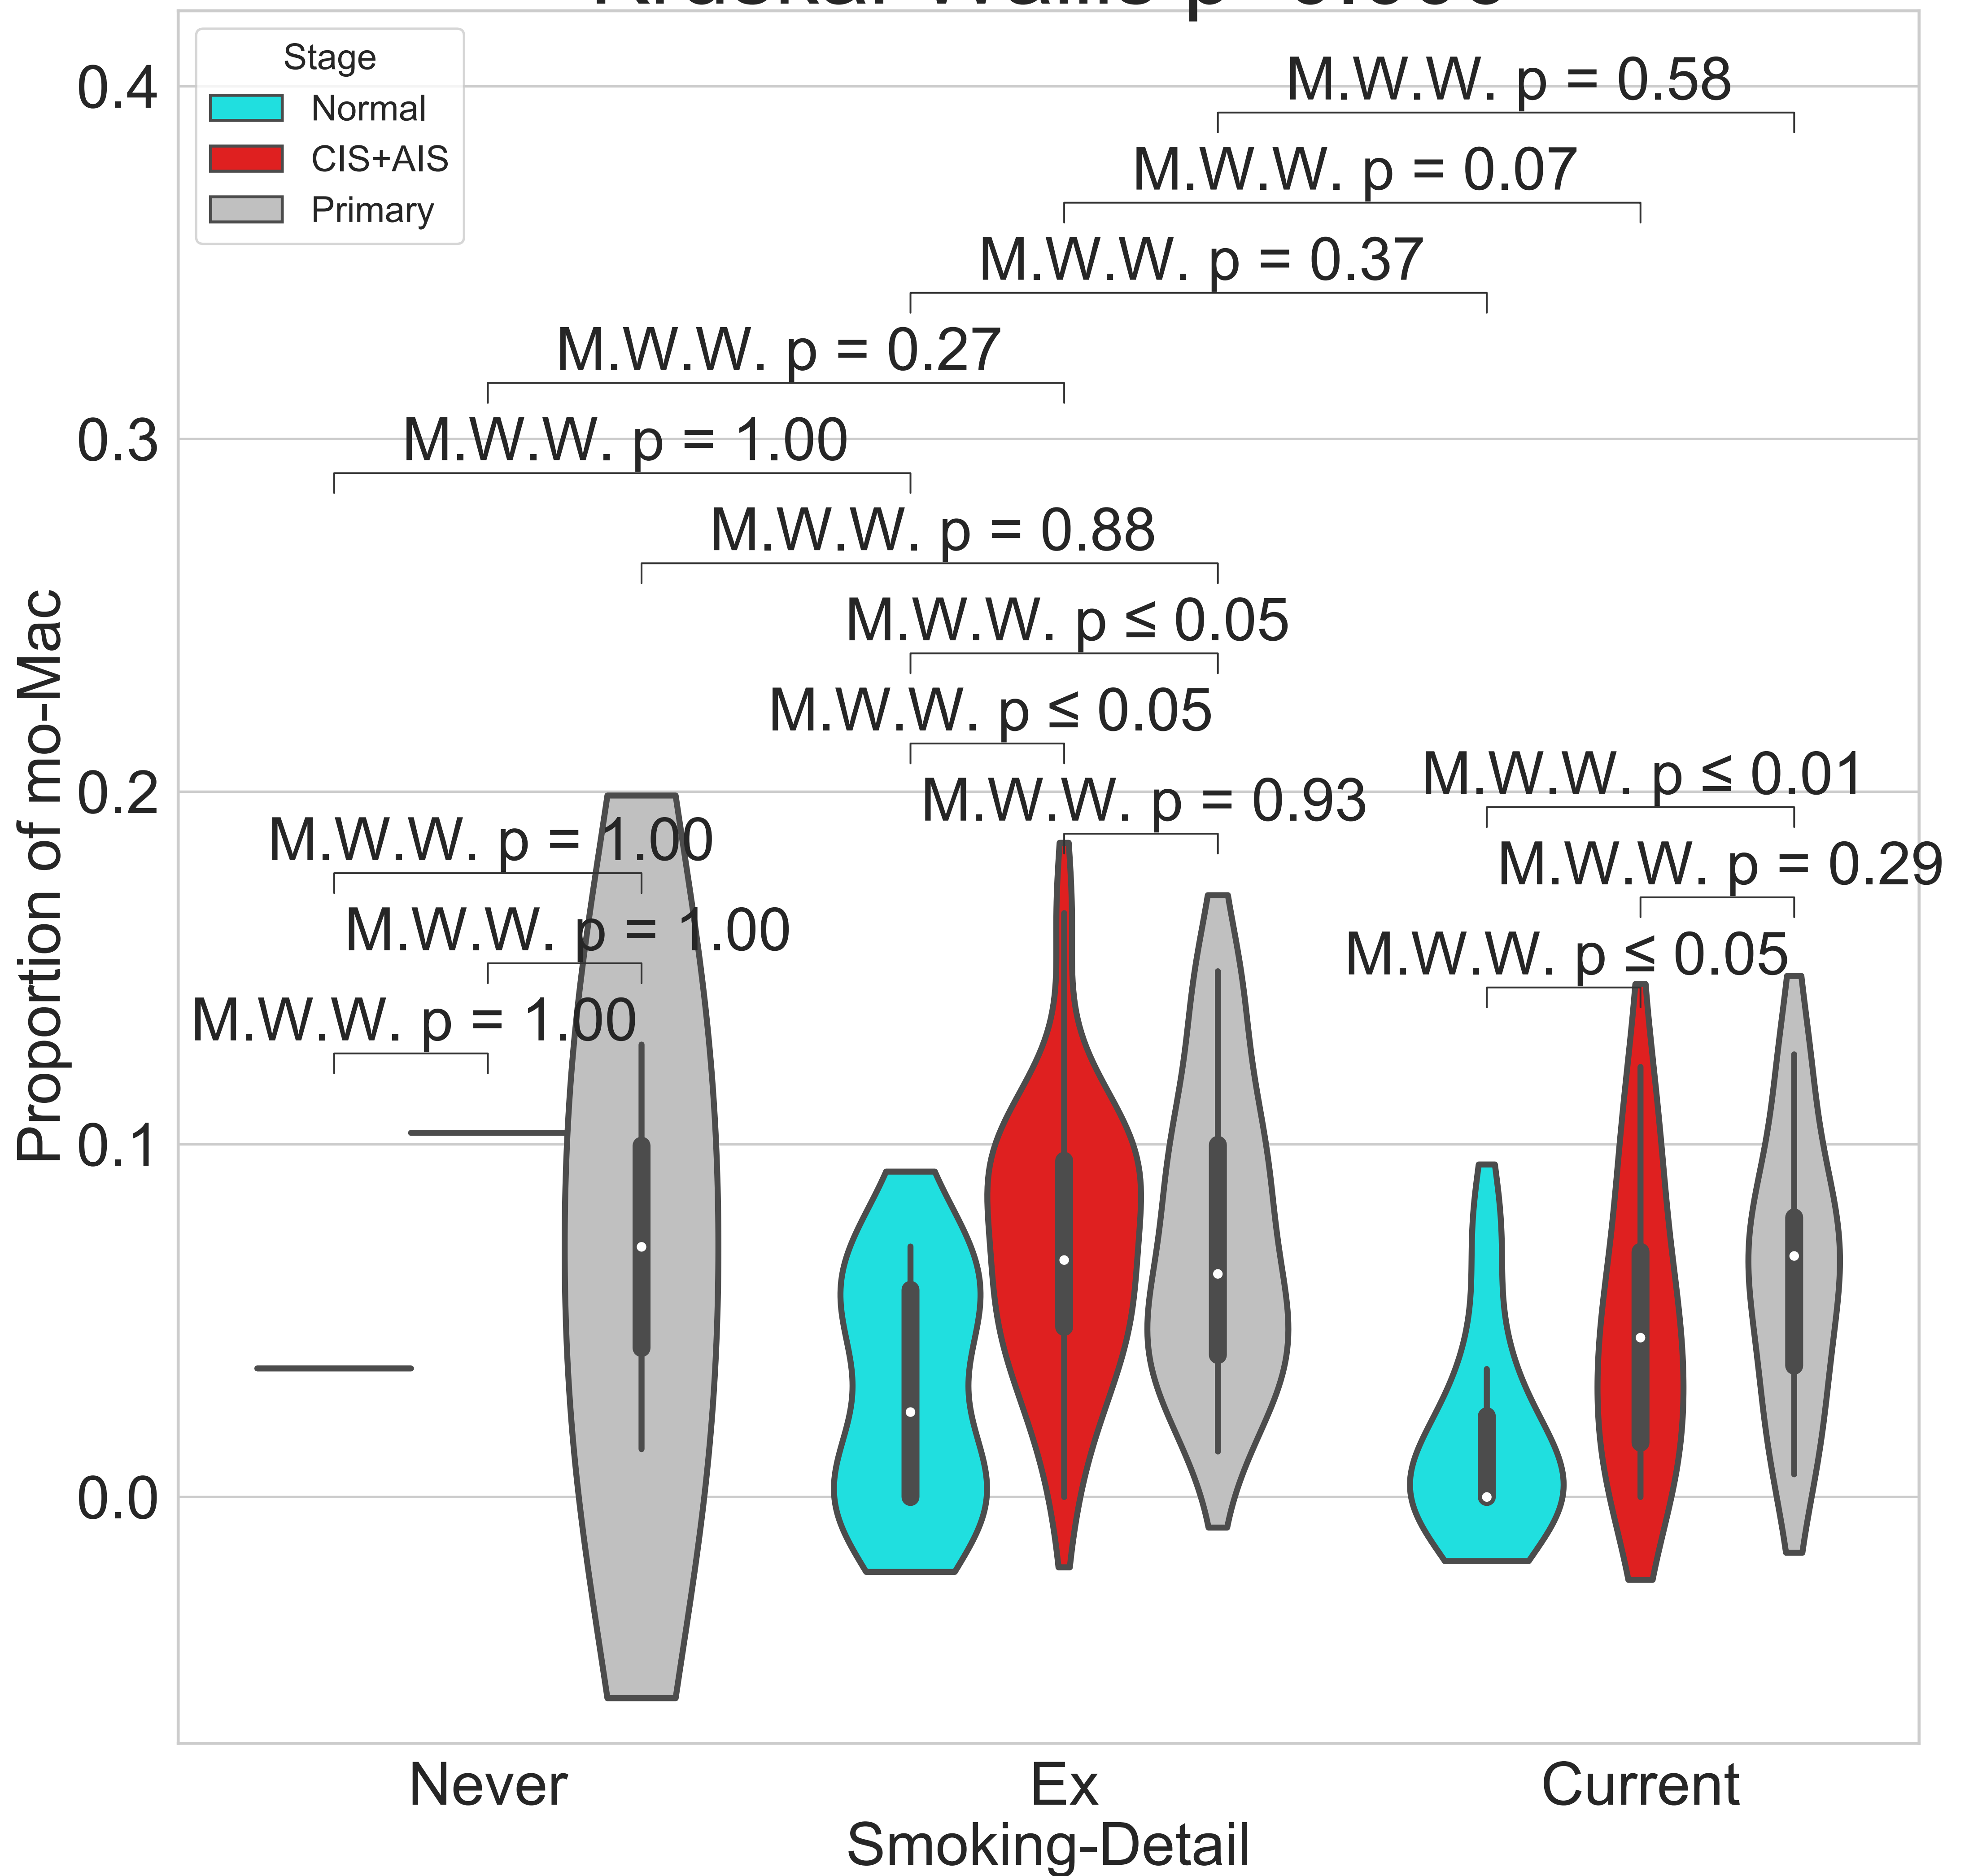 0.4
0.3
0.2
0.1
0.0
Proportion of mo-Mac
Stage
Normal
CIS+AIS
Primary
M.W.W. p = 0.58
M.W.W. p = 0.07
M.W.W. p = 0.37
M.W.W. p = 0.27
M.W.W. p = 1.00
M.W.W. p = 0.88
M.W.W. p ≤ 0.05
M.W.W. p ≤ 0.05
M.W.W. p ≤ 0.01
M.W.W. p = 0.93
M.W.W. p = 1.00
M.W.W. p = 0.29
M.W.W. p = 1.00
M.W.W. p ≤ 0.05
M.W.W. p = 1.00
Never
Ex
Current
Smoking-Detail